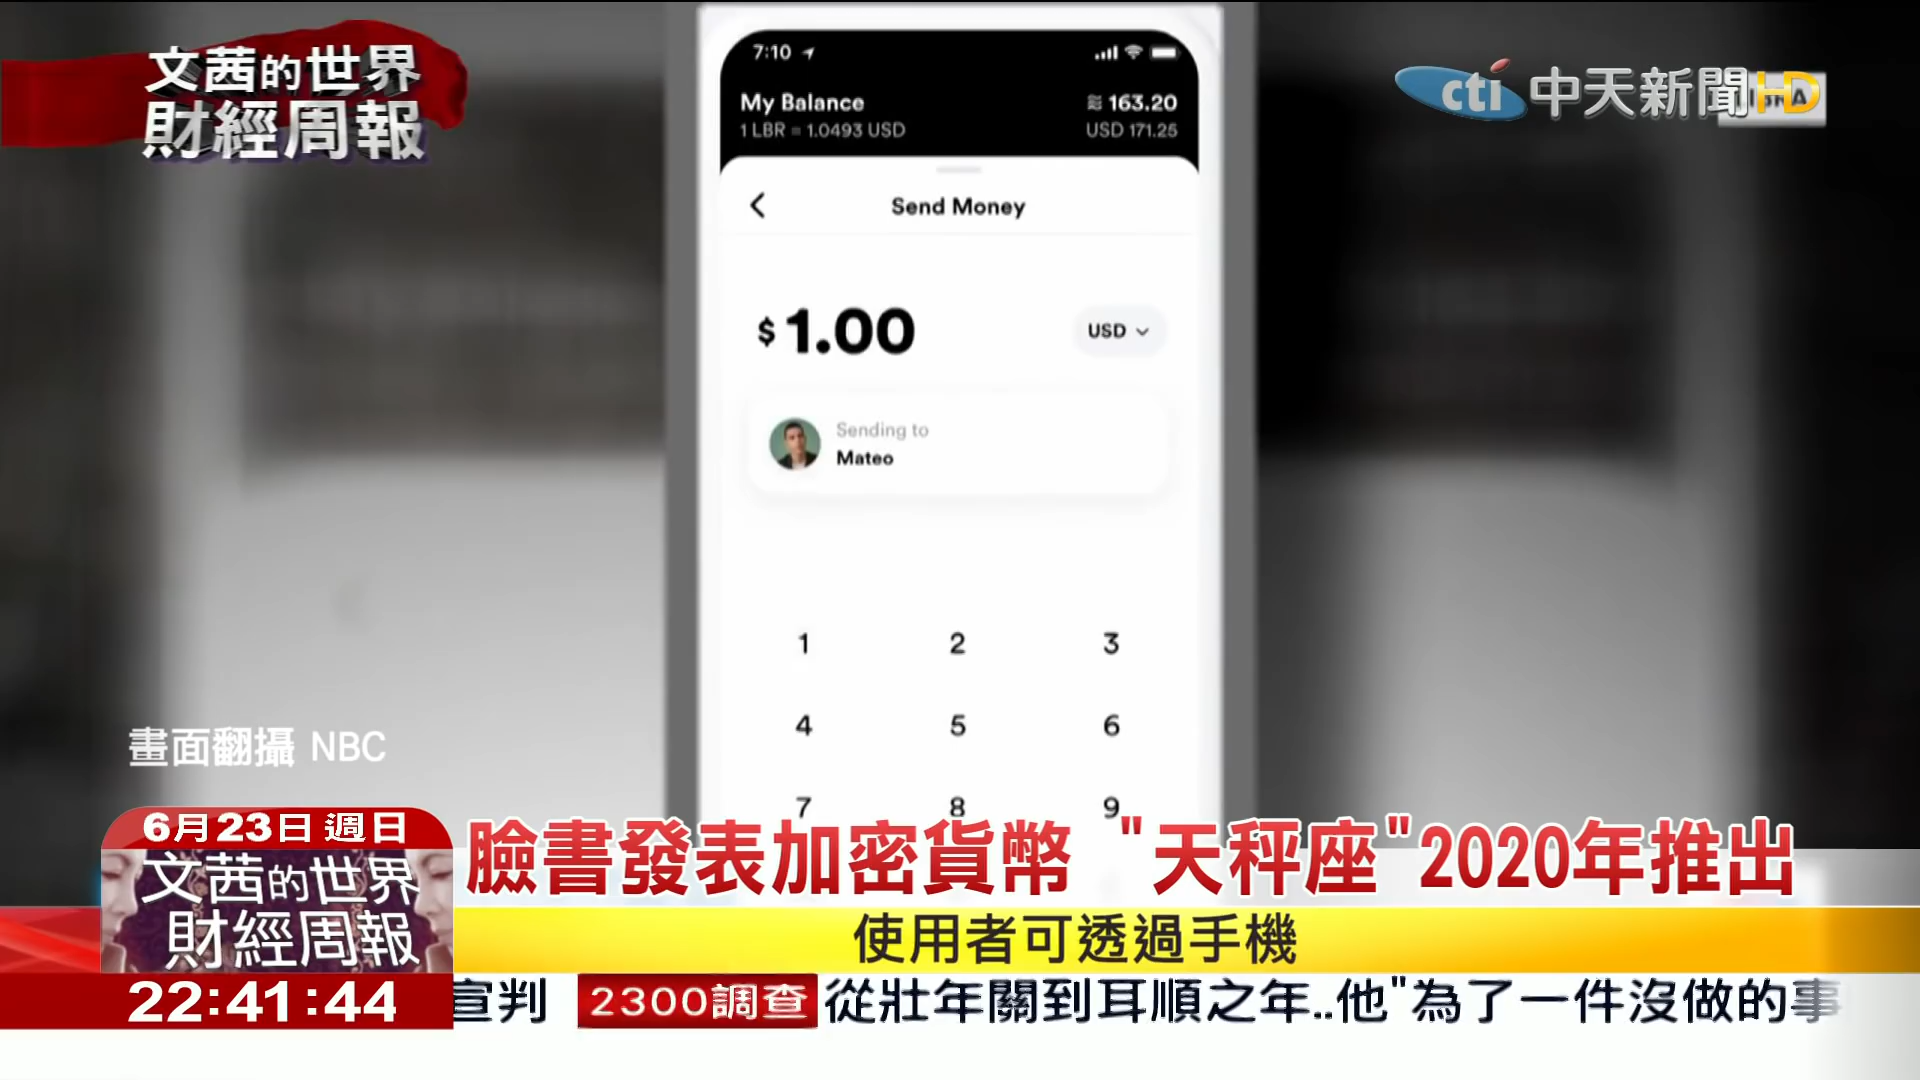 文茜的世界
財經周報
cti 中天新聞HD
7:10
My Balance
163.20
1 LBR = 1.0493 USD
USD 171.25
Send Money
$ 1.00
USD
Sending to
Mateo
1 2 3
4 5 6
7 8 9
畫面翻攝 NBC
6月23日 週日
文茜的世界
財經周報
臉書發表加密貨幣 "天秤座"2020年推出
使用者可透過手機
22:41:44
宣判 2300調查 從壯年關到耳順之年..他"為了一件沒做的事